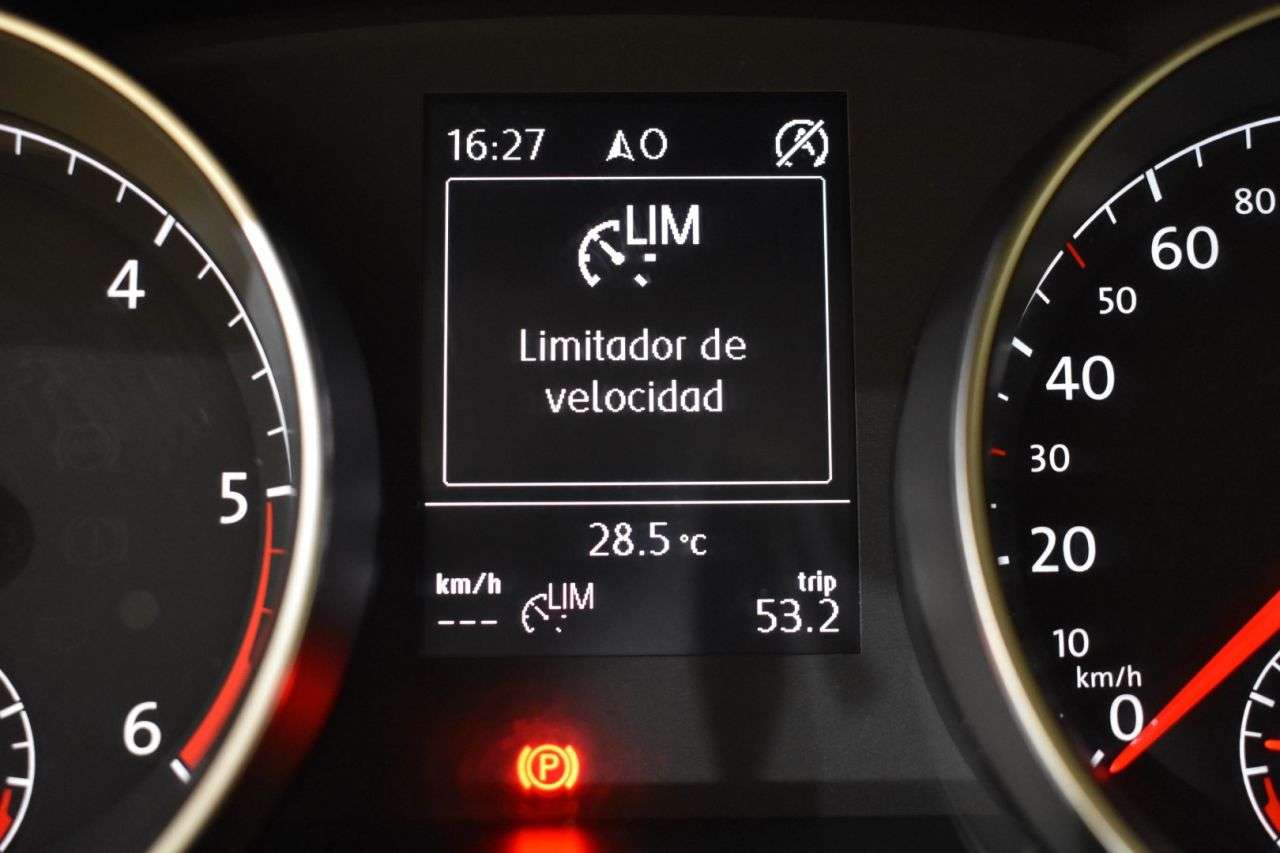 16:27 O
LIM
Limitador de
velocidad
28.5 °C
km/h LIM trip
--- 53.2
P
4
5
6
80
60
50
40
30
20
10
km/h
0